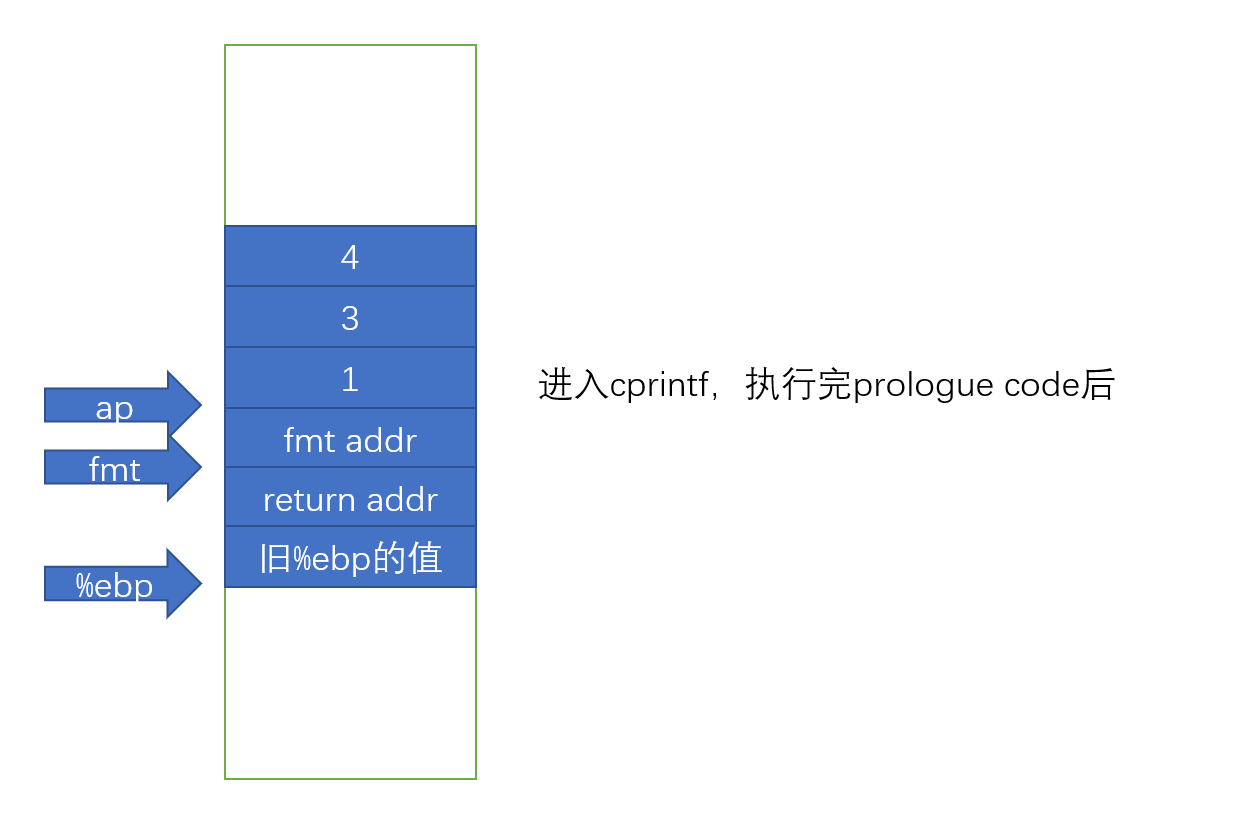 4
3
1
进入cprintf，执行完prologue code后
ap
fmt addr
fmt
return addr
旧%ebp的值
%ebp